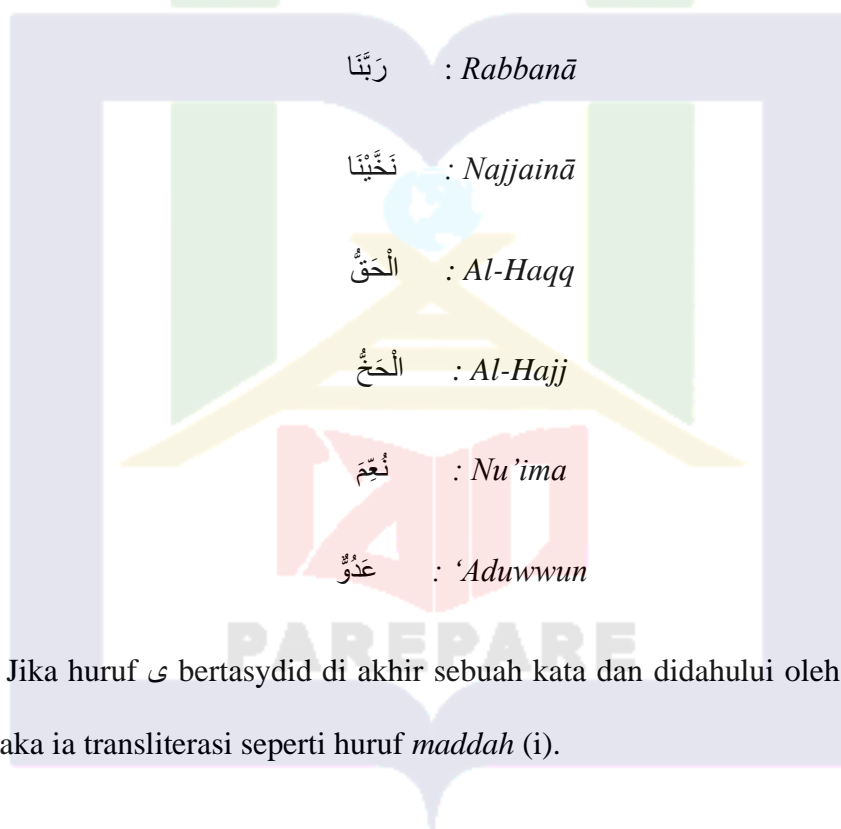 رَبَّنَا : Rabbanā
نَخَّيْنَا : Najjainā
الْحَقُّ : Al-Haqq
الْحَخُّ : Al-Hajj
نُعِّمَ : Nu’ima
عَدُوٌّ : ‘Aduwwun
PAREPARE
Jika huruf ى bertasydid di akhir sebuah kata dan didahului oleh
aka ia transliterasi seperti huruf maddah (i).